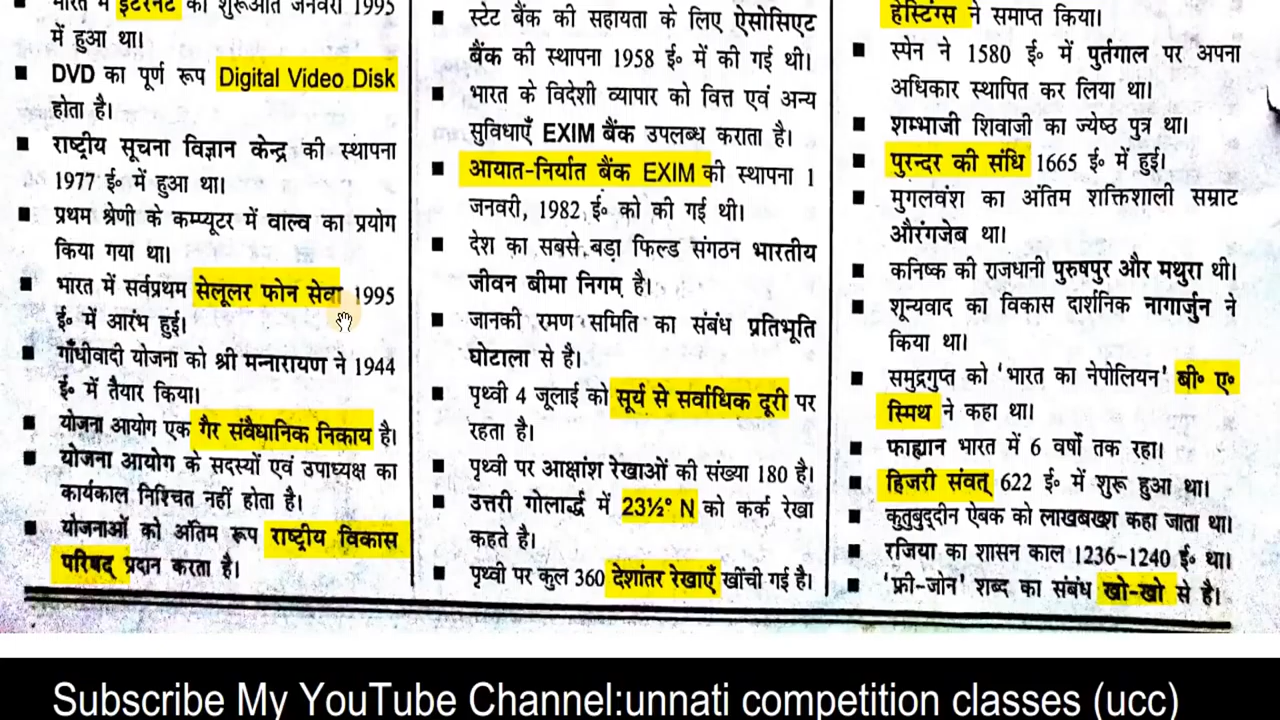 भारत में इंटरनेट की शुरूआत जनवरी 1995
में हुआ था।
DVD का पूर्ण रूप Digital Video Disk
होता है।
राष्ट्रीय सूचना विज्ञान केन्द्र की स्थापना
1977 ई॰ में हुआ था।
प्रथम श्रेणी के कम्प्यूटर में वाल्व का प्रयोग
किया गया था।
भारत में सर्वप्रथम सेलूलर फोन सेवा 1995
ई॰ में आरंभ हुई।
गाँधीवादी योजना को श्री मन्नारायण ने 1944
ई॰ में तैयार किया।
योजना आयोग एक गैर संवैधानिक निकाय है।
योजना आयोग के सदस्यों एवं उपाध्यक्ष का
कार्यकाल निश्चित नहीं होता है।
योजनाओं को अंतिम रूप राष्ट्रीय विकास
परिषद् प्रदान करता है।
स्टेट बैंक की सहायता के लिए ऐसोसिएट
बैंक की स्थापना 1958 ई॰ में की गई थी।
भारत के विदेशी व्यापार को वित्त एवं अन्य
सुविधाएँ EXIM बैंक उपलब्ध कराता है।
आयात-निर्यात बैंक EXIM की स्थापना 1
जनवरी, 1982 ई॰ को की गई थी।
देश का सबसे बड़ा फिल्ड संगठन भारतीय
जीवन बीमा निगम है।
जानकी रमण समिति का संबंध प्रतिभूति
घोटाला से है।
पृथ्वी 4 जूलाई को सूर्य से सर्वाधिक दूरी पर
रहता है।
पृथ्वी पर आक्षांश रेखाओं की संख्या 180 है।
उत्तरी गोलार्द्ध में 23½° N को कर्क रेखा
कहते है।
पृथ्वी पर कुल 360 देशांतर रेखाएँ खींची गई है।
हेस्टिंग्स ने समाप्त किया।
स्पेन ने 1580 ई॰ में पुर्तगाल पर अपना
अधिकार स्थापित कर लिया था।
शम्भाजी शिवाजी का ज्येष्ठ पुत्र था।
पुरन्दर की संधि 1665 ई॰ में हुई।
मुगलवंश का अंतिम शक्तिशाली सम्राट
औरंगजेब था।
कनिष्क की राजधानी पुरुषपुर और मथुरा थी।
शून्यवाद का विकास दार्शनिक नागार्जुन ने
किया था।
समुद्रगुप्त को 'भारत का नेपोलियन' बी॰ ए॰
स्मिथ ने कहा था।
फाह्यान भारत में 6 वर्षों तक रहा।
हिजरी संवत् 622 ई॰ में शुरू हुआ था।
कुतुबुद्दीन ऐबक को लाखबख्श कहा जाता था।
रजिया का शासन काल 1236-1240 ई॰ था।
'फ्री-जोन' शब्द का संबंध खो-खो से है।
Subscribe My YouTube Channel:unnati competition classes (ucc)